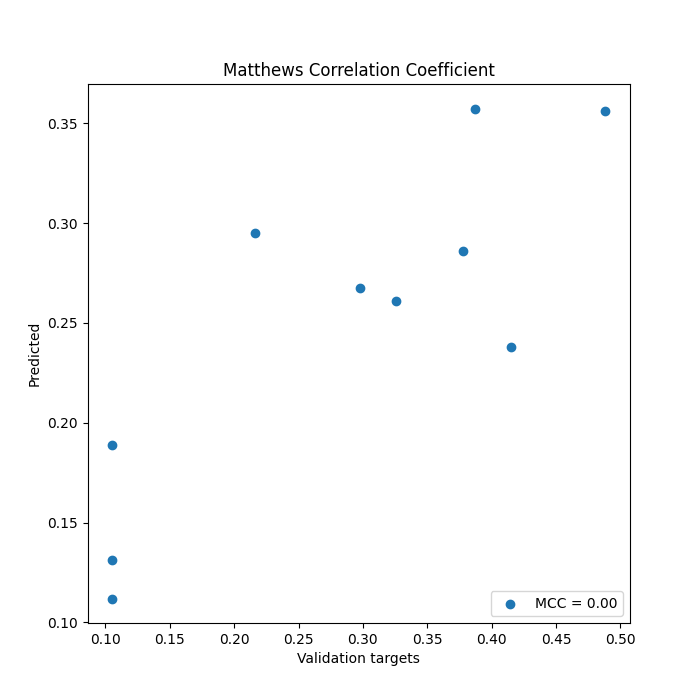 Matthews Correlation Coefficient
0.35
0.30
0.25
0.20
0.15
0.10
Predicted
MCC = 0.00
0.10 0.15 0.20 0.25 0.30 0.35 0.40 0.45 0.50
Validation targets